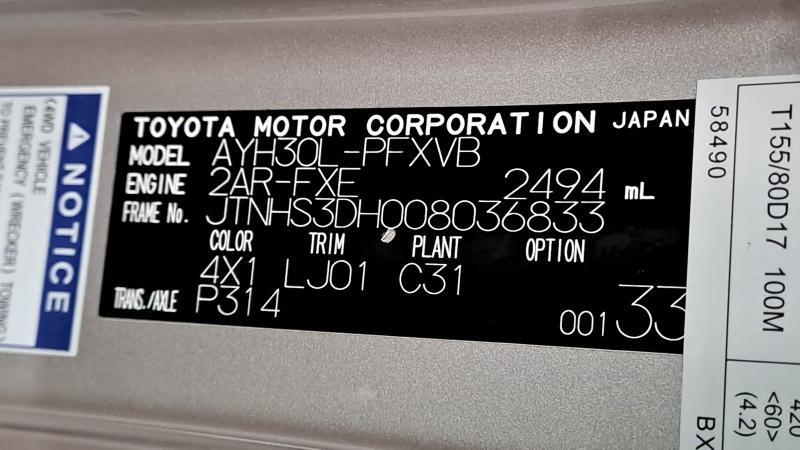 TOYOTA MOTOR CORPORATION JAPAN
MODEL AYH30L-PFXVB
ENGINE 2AR-FXE 2494 mL
FRAME No. JTNHS3DH008036833
COLOR TRIM PLANT OPTION
4X1 LJ01 C31
TRANS./AXLE P314
001 33
NOTICE
(4WD VEHICLE
EMERGENCY (WRECKER) TOWING)
T155/80D17 100M
58490
420
<60>
(4.2)
BX